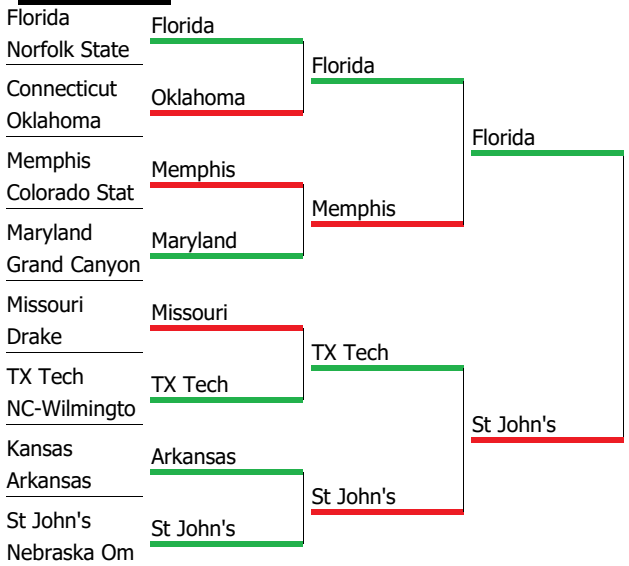 Florida
Norfolk State
Connecticut
Oklahoma
Memphis
Colorado Stat
Maryland
Grand Canyon
Missouri
Drake
TX Tech
NC-Wilmingto
Kansas
Arkansas
St John's
Nebraska Om
Florida
Oklahoma
Memphis
Maryland
Missouri
TX Tech
Arkansas
St John's
Florida
Memphis
TX Tech
St John's
Florida
St John's